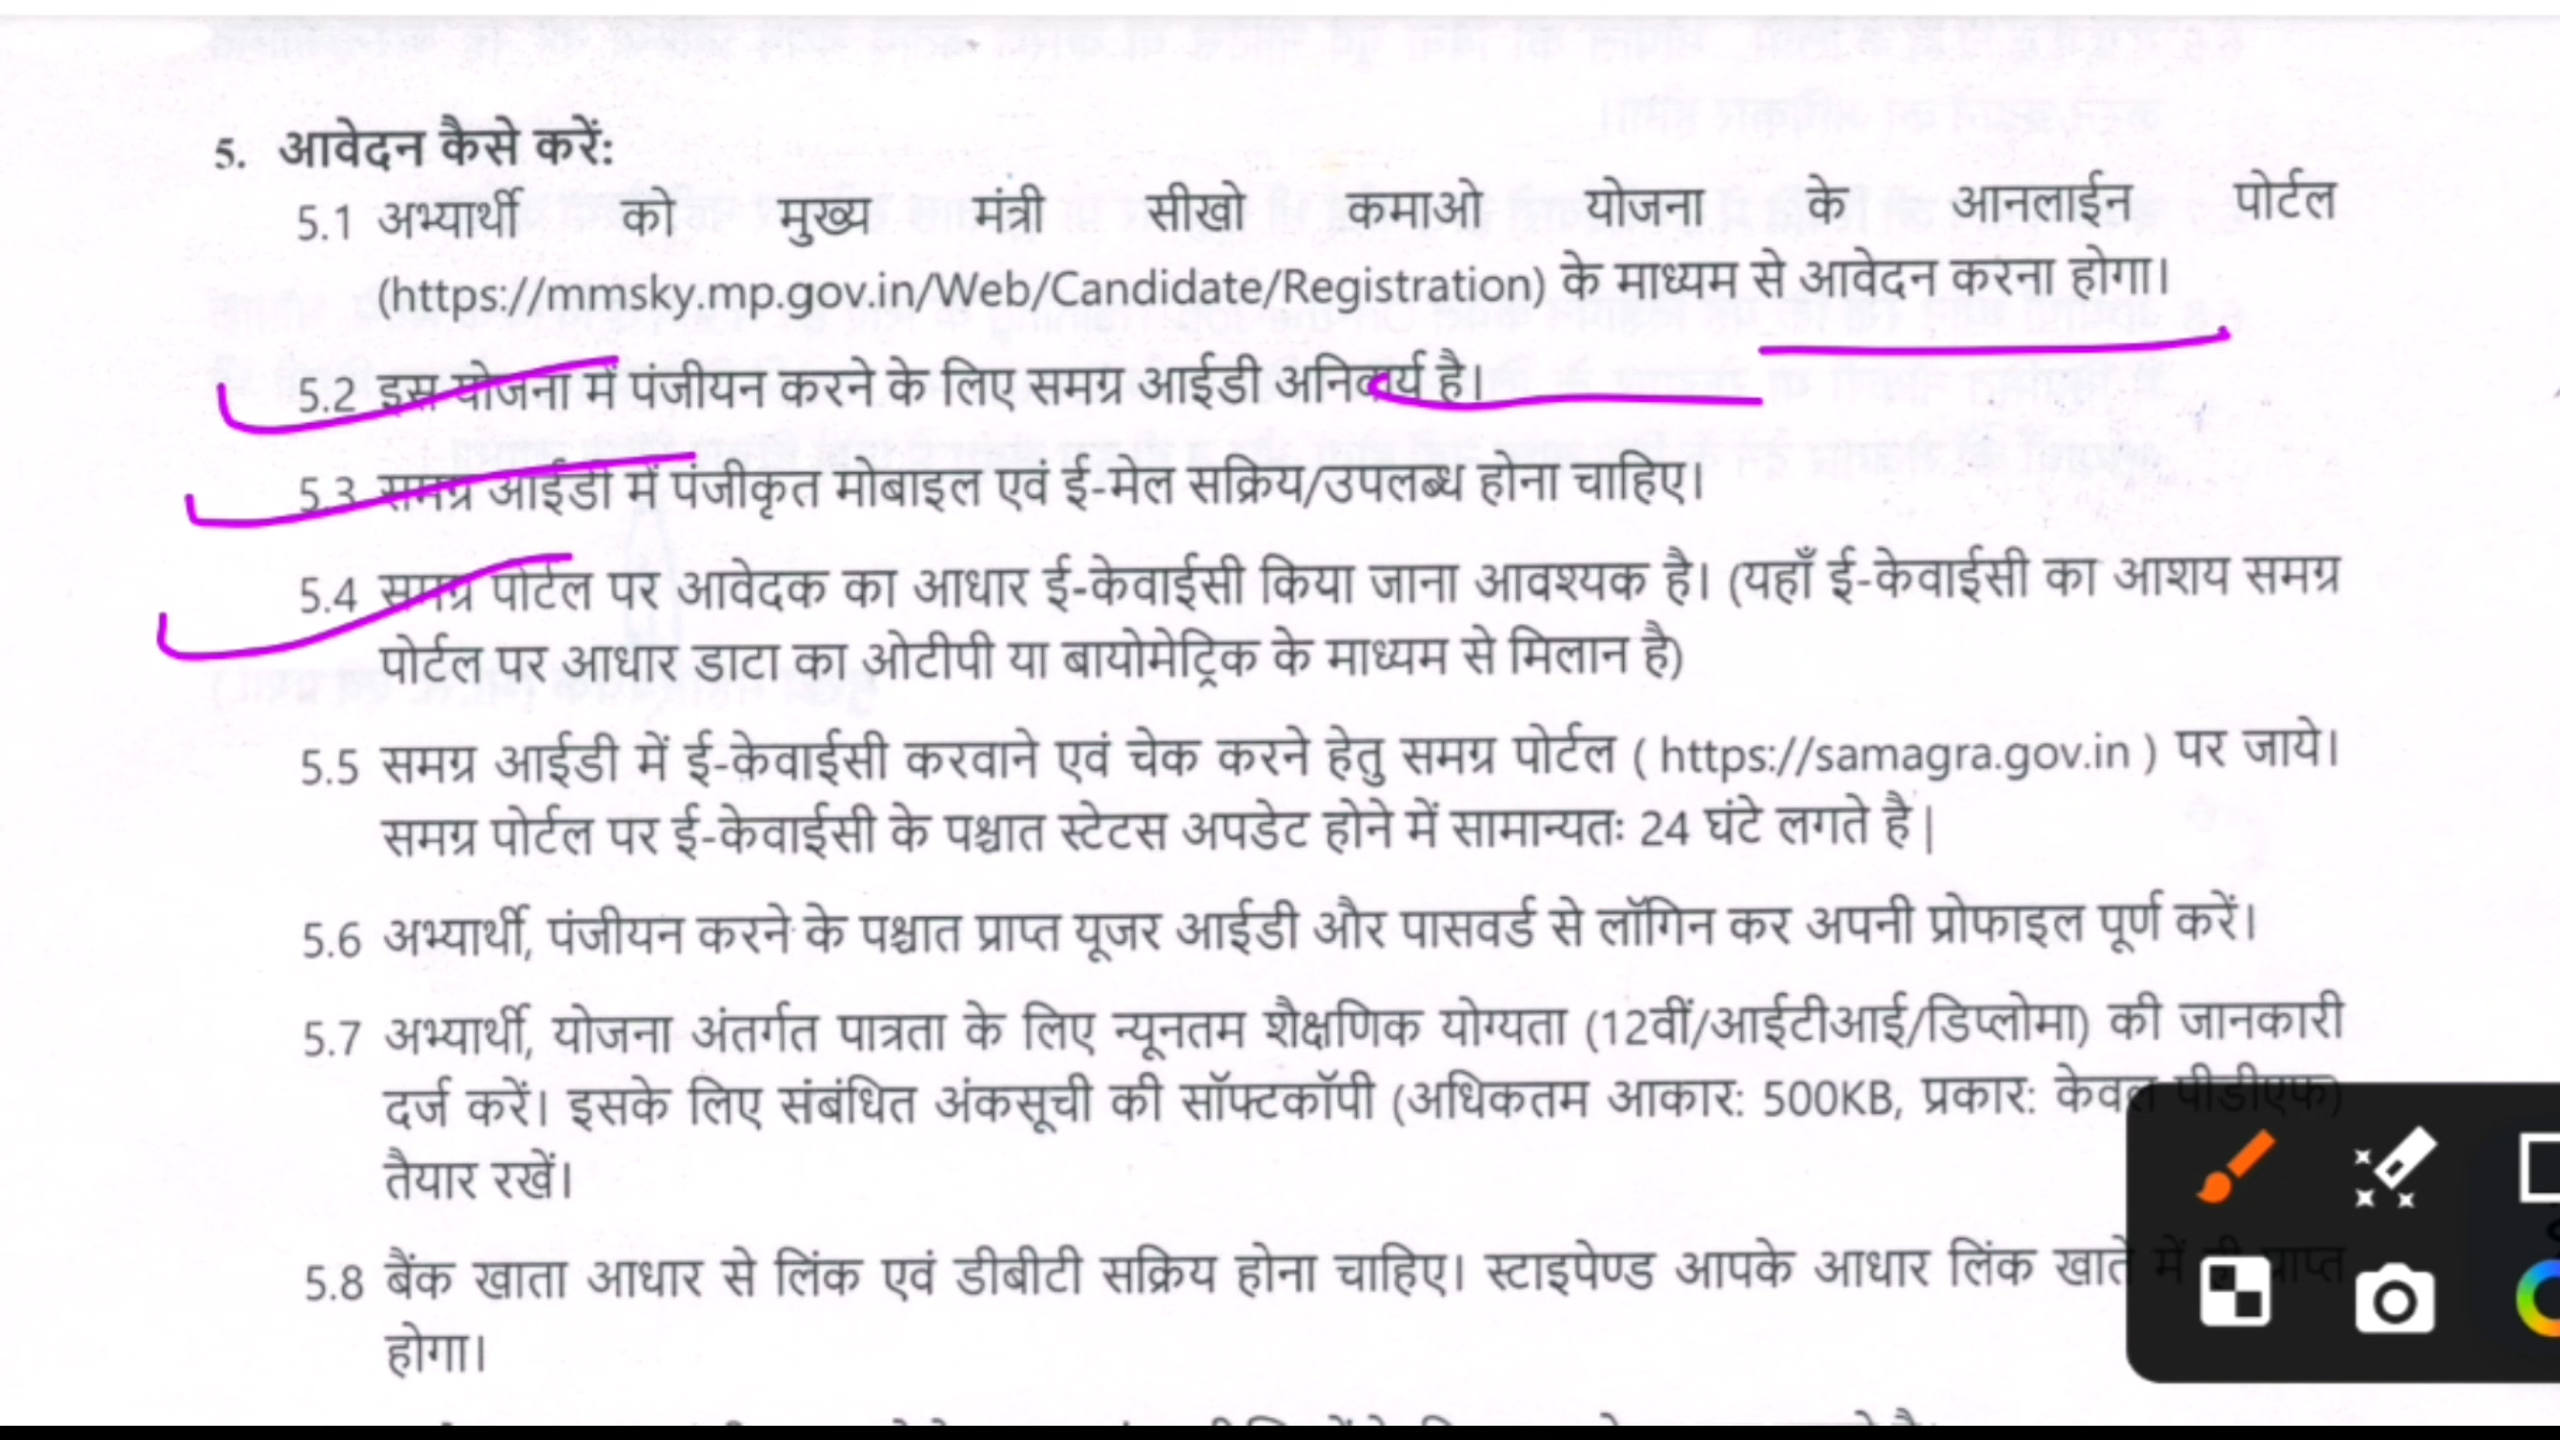 5. आवेदन कैसे करें:
5.1 अभ्यार्थी को मुख्य मंत्री सीखो कमाओ योजना के आनलाईन पोर्टल
(https://mmsky.mp.gov.in/Web/Candidate/Registration) के माध्यम से आवेदन करना होगा।
5.2 इस योजना में पंजीयन करने के लिए समग्र आईडी अनिवार्य है।
5.3 समग्र आईडी में पंजीकृत मोबाइल एवं ई-मेल सक्रिय/उपलब्ध होना चाहिए।
5.4 समग्र पोर्टल पर आवेदक का आधार ई-केवाईसी किया जाना आवश्यक है। (यहाँ ई-केवाईसी का आशय समग्र
पोर्टल पर आधार डाटा का ओटीपी या बायोमेट्रिक के माध्यम से मिलान है)
5.5 समग्र आईडी में ई-केवाईसी करवाने एवं चेक करने हेतु समग्र पोर्टल ( https://samagra.gov.in ) पर जाये।
समग्र पोर्टल पर ई-केवाईसी के पश्चात स्टेटस अपडेट होने में सामान्यतः 24 घंटे लगते है |
5.6 अभ्यार्थी, पंजीयन करने के पश्चात प्राप्त यूजर आईडी और पासवर्ड से लॉगिन कर अपनी प्रोफाइल पूर्ण करें।
5.7 अभ्यार्थी, योजना अंतर्गत पात्रता के लिए न्यूनतम शैक्षणिक योग्यता (12वीं/आईटीआई/डिप्लोमा) की जानकारी
दर्ज करें। इसके लिए संबंधित अंकसूची की सॉफ्टकॉपी (अधिकतम आकार: 500KB, प्रकार: केवल पीडीएफ)
तैयार रखें।
5.8 बैंक खाता आधार से लिंक एवं डीबीटी सक्रिय होना चाहिए। स्टाइपेण्ड आपके आधार लिंक खाते में ही प्राप्त
होगा।